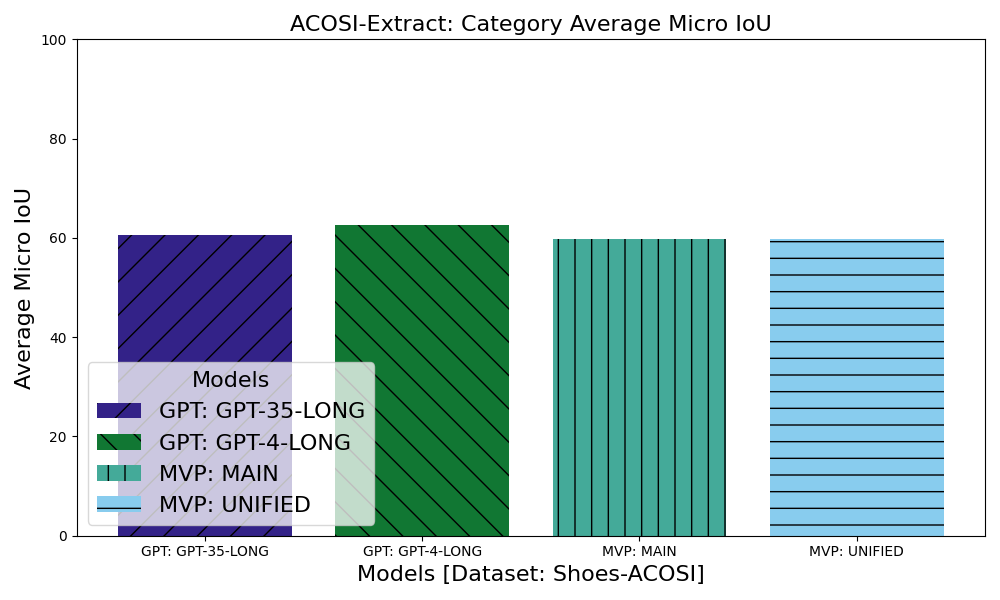 ACOSI-Extract: Category Average Micro IoU
Average Micro IoU
100
80
60
40
20
0
Models
GPT: GPT-35-LONG
GPT: GPT-4-LONG
MVP: MAIN
MVP: UNIFIED
GPT: GPT-35-LONG GPT: GPT-4-LONG MVP: MAIN MVP: UNIFIED
Models [Dataset: Shoes-ACOSI]